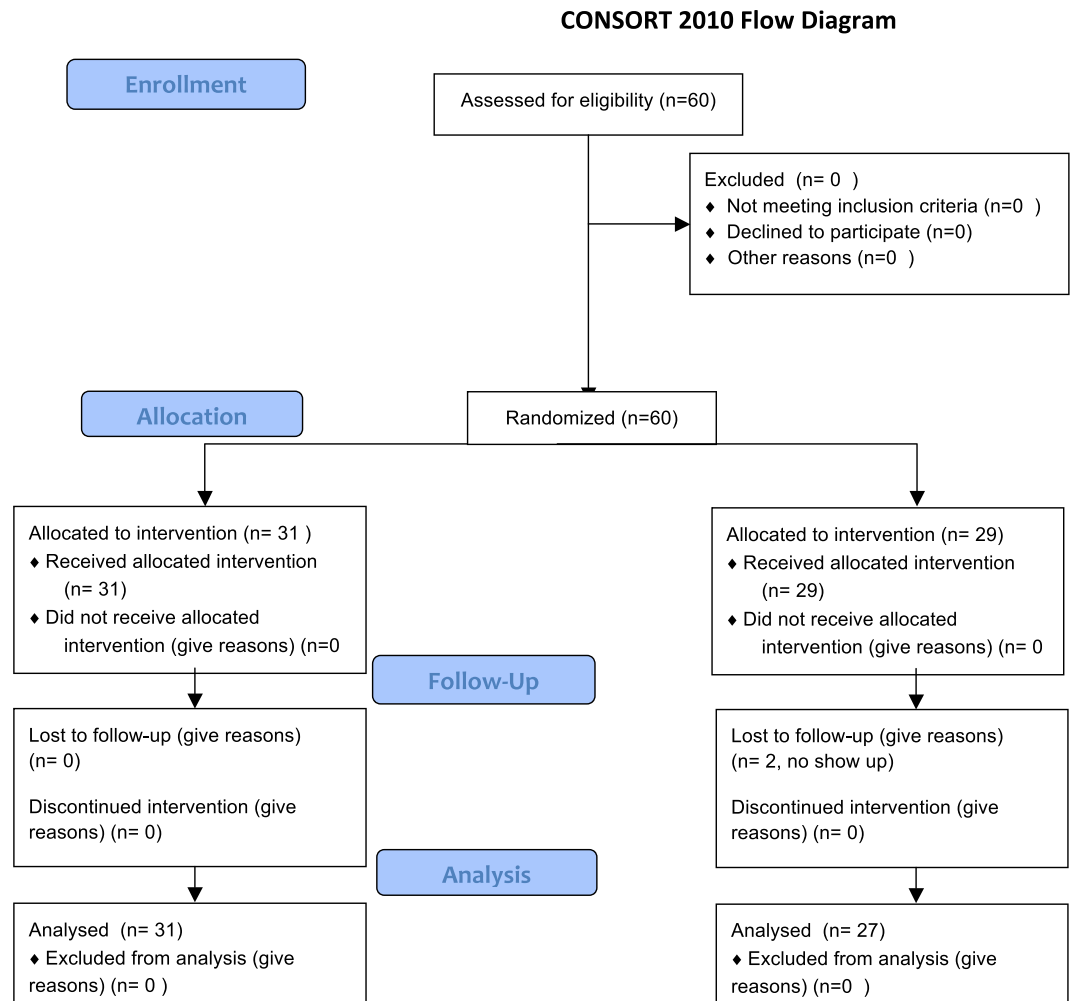 CONSORT 2010 Flow Diagram
Enrollment
Assessed for eligibility (n=60)
Excluded  (n= 0  )
♦ Not meeting inclusion criteria (n=0  )
♦ Declined to participate (n=0)
♦ Other reasons (n=0  )
Allocation
Randomized (n=60)
Allocated to intervention (n= 31 )
♦ Received allocated intervention
(n= 31)
♦ Did not receive allocated
intervention (give reasons) (n=0
Allocated to intervention (n= 29)
♦ Received allocated intervention
(n= 29)
♦ Did not receive allocated
intervention (give reasons) (n= 0
Follow-Up
Lost to follow-up (give reasons)
(n= 0)
Discontinued intervention (give
reasons) (n= 0)
Lost to follow-up (give reasons)
(n= 2, no show up)
Discontinued intervention (give
reasons) (n= 0)
Analysis
Analysed  (n= 31)
♦ Excluded from analysis (give
reasons) (n= 0 )
Analysed  (n= 27)
♦ Excluded from analysis (give
reasons) (n=0  )